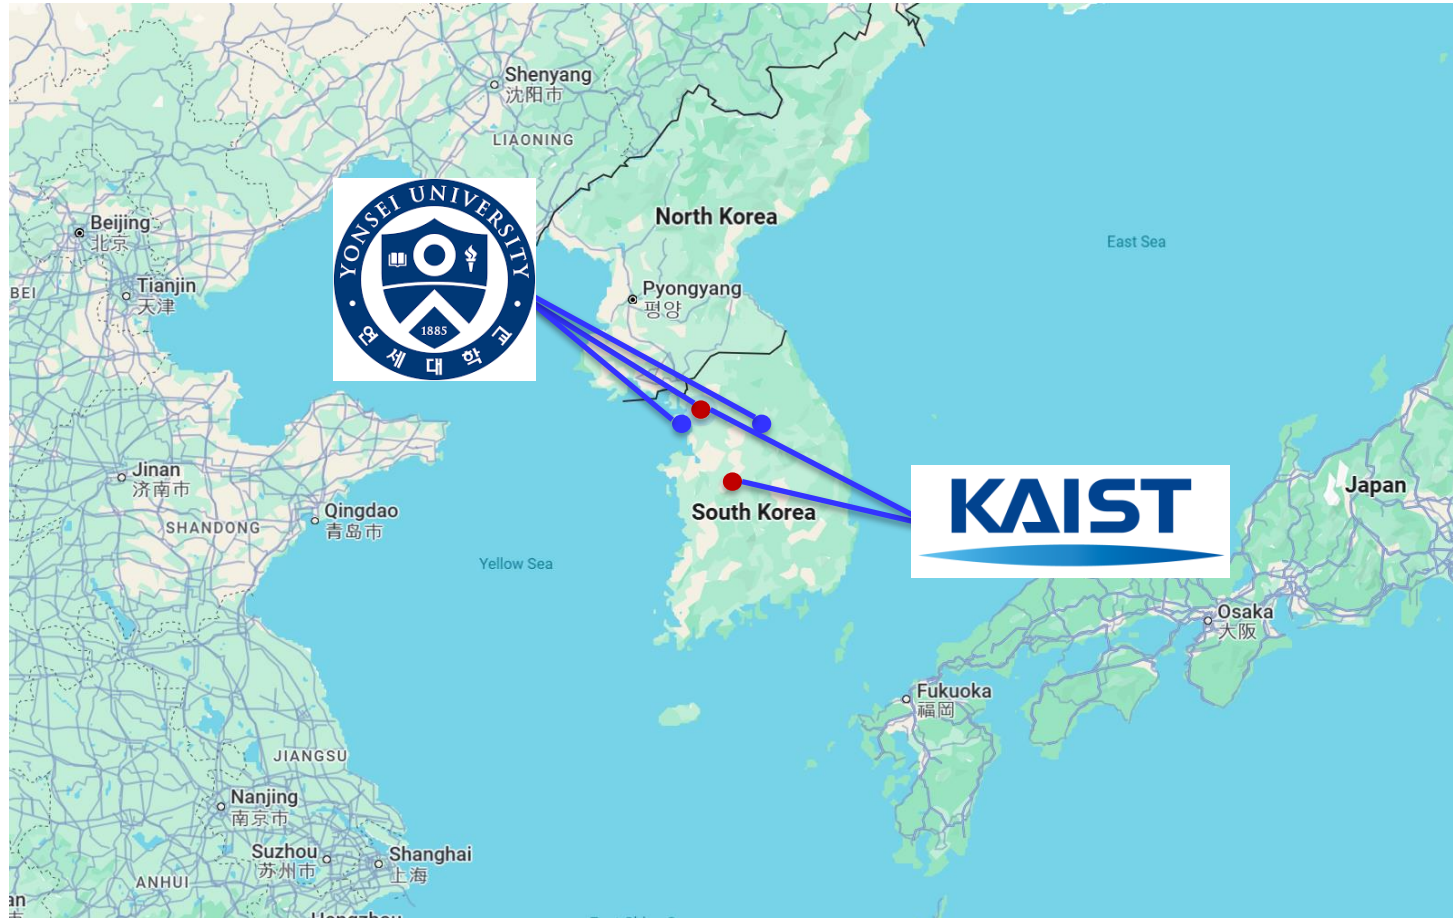 Shenyang
沈阳市
LIAONING
Beijing
北京
BEI
Tianjin
天津
YONSEI UNIVERSITY
1885
연세대학교
North Korea
Pyongyang
평양
East Sea
Jinan
济南市
Qingdao
青岛市
SHANDONG
Yellow Sea
South Korea
KAIST
Japan
Osaka
大阪
Fukuoka
福岡
JIANGSU
Nanjing
南京市
Suzhou
苏州市
Shanghai
上海
ANHUI
an